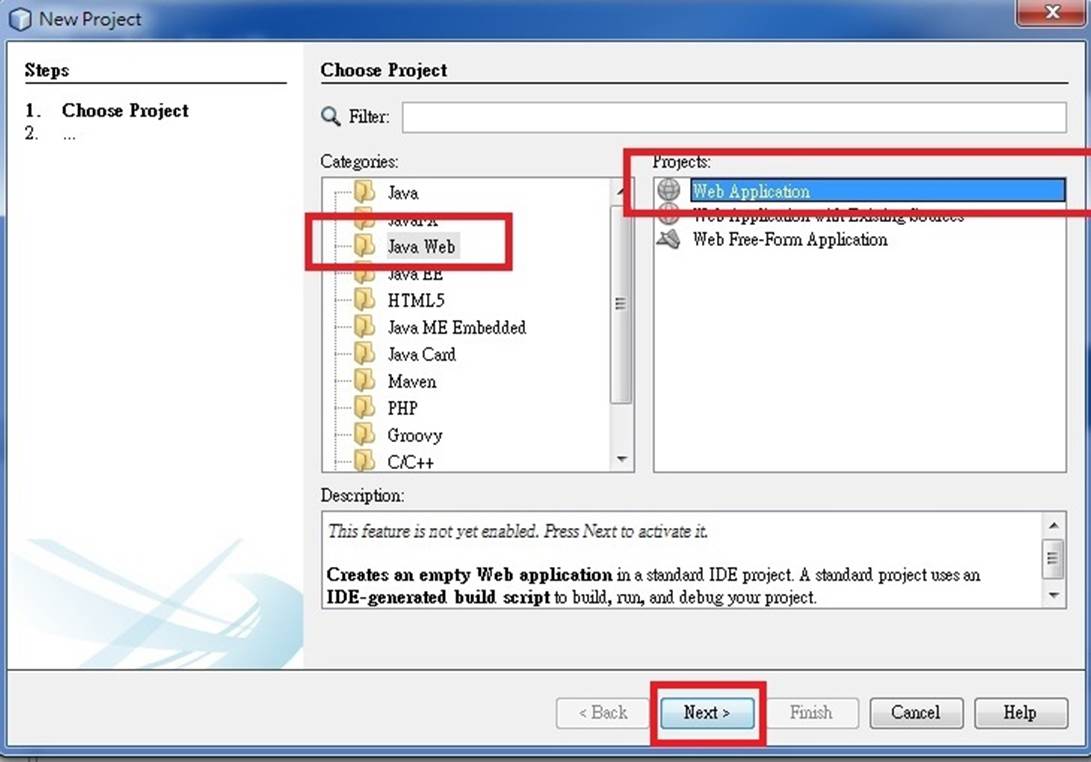 New Project
Steps
1. Choose Project
2. ...
Choose Project
Filter:
Categories:
Java
JavaFX
Java Web
Java EE
HTML5
Java ME Embedded
Java Card
Maven
PHP
Groovy
C/C++
Projects:
Web Application
Web Application with Existing Sources
Web Free-Form Application
Description:
This feature is not yet enabled. Press Next to activate it.
Creates an empty Web application in a standard IDE project. A standard project uses an
IDE-generated build script to build, run, and debug your project.
< Back
Next >
Finish
Cancel
Help